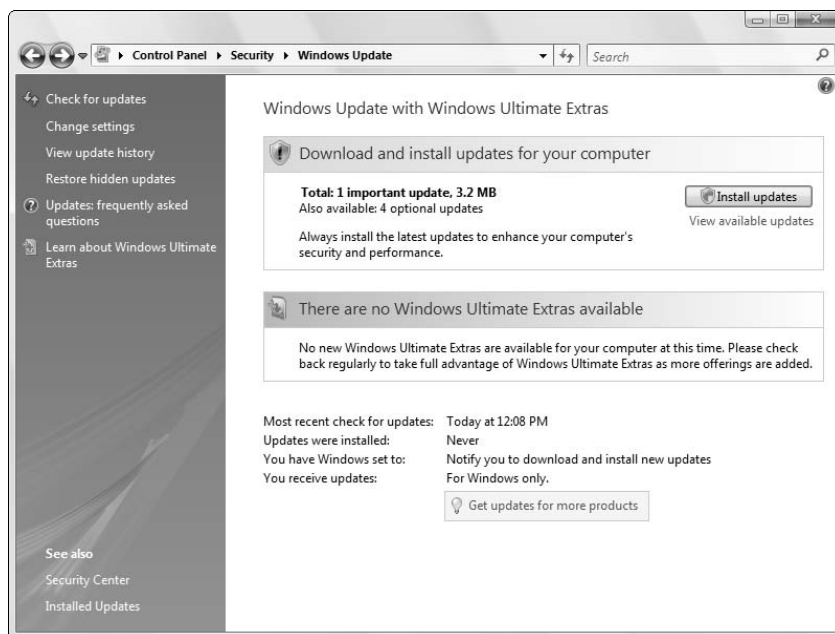 Control Panel ▸ Security ▸ Windows Update
Search
Check for updates
Change settings
View update history
Restore hidden updates
Updates: frequently asked
questions
Learn about Windows Ultimate
Extras
See also
Security Center
Installed Updates
Windows Update with Windows Ultimate Extras
Download and install updates for your computer
Total: 1 important update, 3.2 MB
Also available: 4 optional updates
Always install the latest updates to enhance your computer's
security and performance.
Install updates
View available updates
There are no Windows Ultimate Extras available
No new Windows Ultimate Extras are available for your computer at this time. Please check
back regularly to take full advantage of Windows Ultimate Extras as more offerings are added.
Most recent check for updates: Today at 12:08 PM
Updates were installed: Never
You have Windows set to: Notify you to download and install new updates
You receive updates: For Windows only.
Get updates for more products